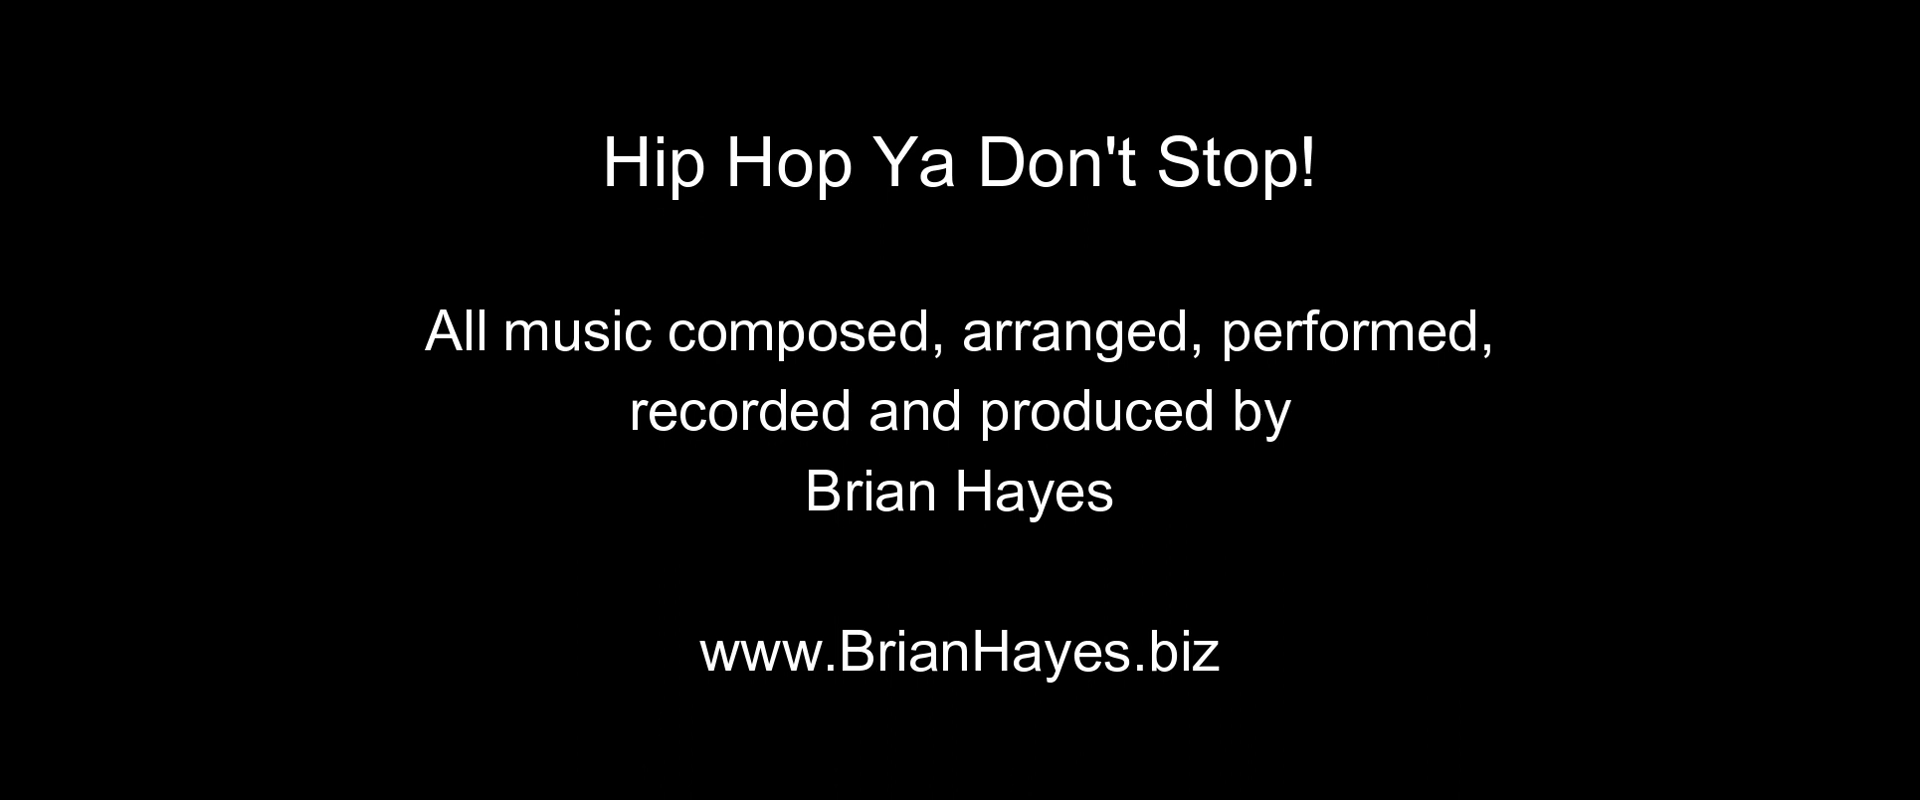 Hip Hop Ya Don't Stop!
All music composed, arranged, performed,
recorded and produced by
Brian Hayes
www.BrianHayes.biz